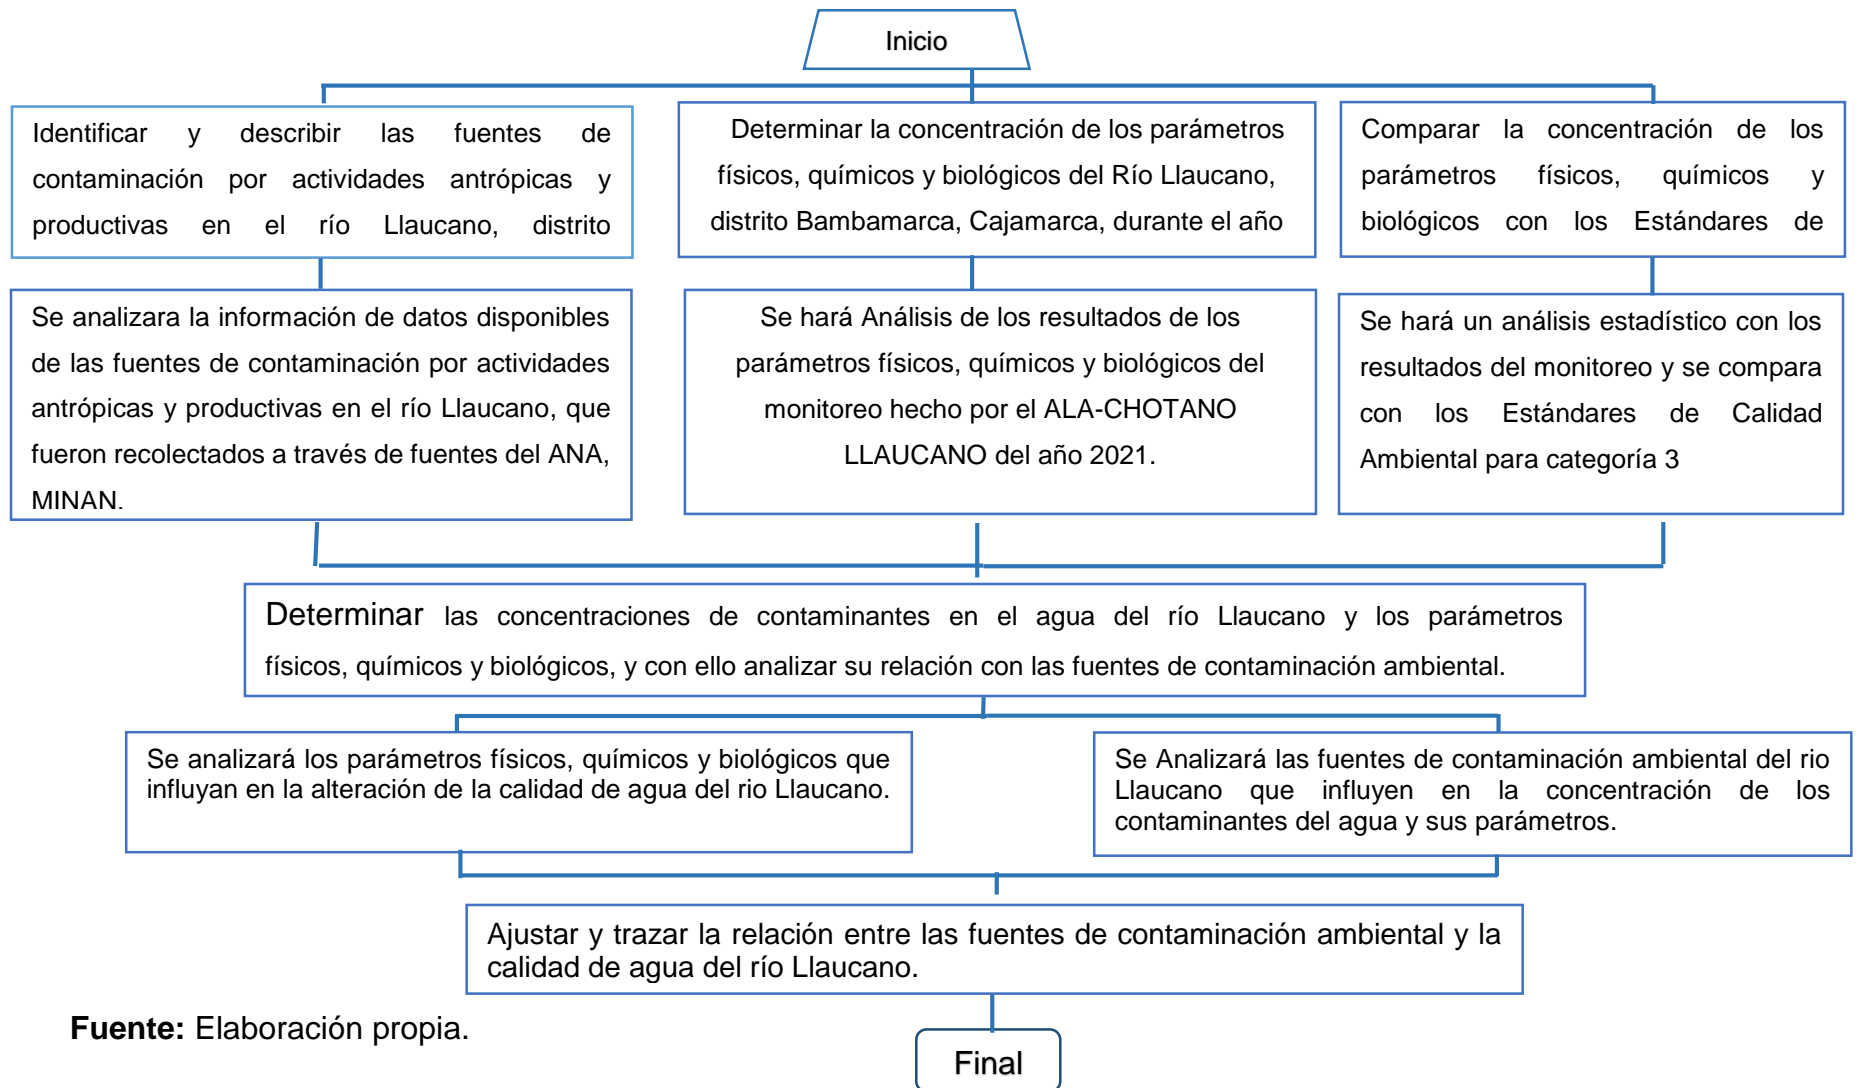 Inicio
Identificar y describir las fuentes de
contaminación por actividades antrópicas y
productivas en el río Llaucano, distrito
Determinar la concentración de los parámetros
físicos, químicos y biológicos del Río Llaucano,
distrito Bambamarca, Cajamarca, durante el año
Comparar la concentración de los
parámetros físicos, químicos y
biológicos con los Estándares de
Se analizara la información de datos disponibles
de las fuentes de contaminación por actividades
antrópicas y productivas en el río Llaucano, que
fueron recolectados a través de fuentes del ANA,
MINAN.
Se hará Análisis de los resultados de los
parámetros físicos, químicos y biológicos del
monitoreo hecho por el ALA-CHOTANO
LLAUCANO del año 2021.
Se hará un análisis estadístico con los
resultados del monitoreo y se compara
con los Estándares de Calidad
Ambiental para categoría 3
Determinar las concentraciones de contaminantes en el agua del río Llaucano y los parámetros
físicos, químicos y biológicos, y con ello analizar su relación con las fuentes de contaminación ambiental.
Se analizará los parámetros físicos, químicos y biológicos que
influyan en la alteración de la calidad de agua del rio Llaucano.
Se Analizará las fuentes de contaminación ambiental del rio
Llaucano que influyen en la concentración de los
contaminantes del agua y sus parámetros.
Ajustar y trazar la relación entre las fuentes de contaminación ambiental y la
calidad de agua del río Llaucano.
Fuente: Elaboración propia.
Final